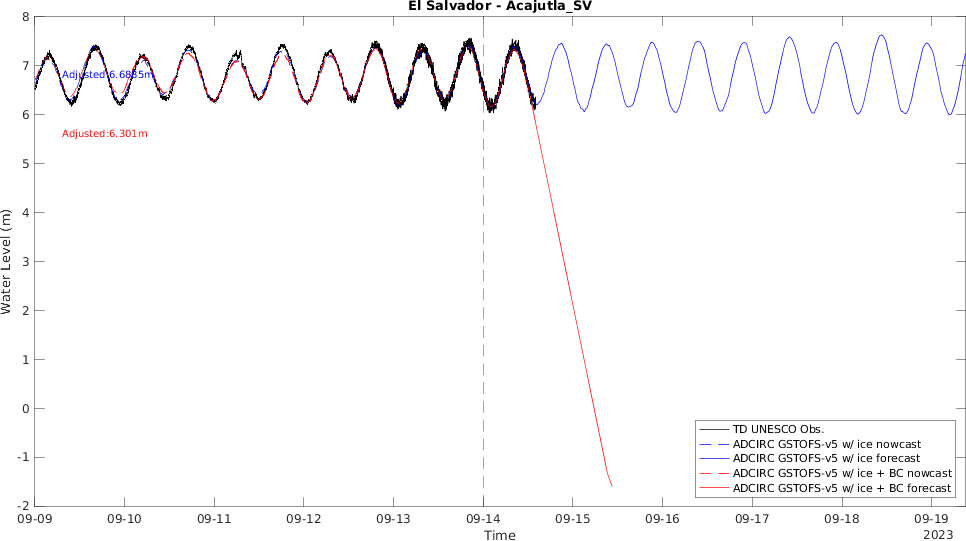 El Salvador - Acajutla_SV
8
7
6
5
4
3
2
1
0
-1
-2
Water Level (m)
Adjusted:6.6885m
Adjusted:6.301m
TD UNESCO Obs.
ADCIRC GSTOFS-v5 w/ ice nowcast
ADCIRC GSTOFS-v5 w/ ice forecast
ADCIRC GSTOFS-v5 w/ ice + BC nowcast
ADCIRC GSTOFS-v5 w/ ice + BC forecast
09-09 09-10 09-11 09-12 09-13 09-14 09-15 09-16 09-17 09-18 09-19
Time
2023